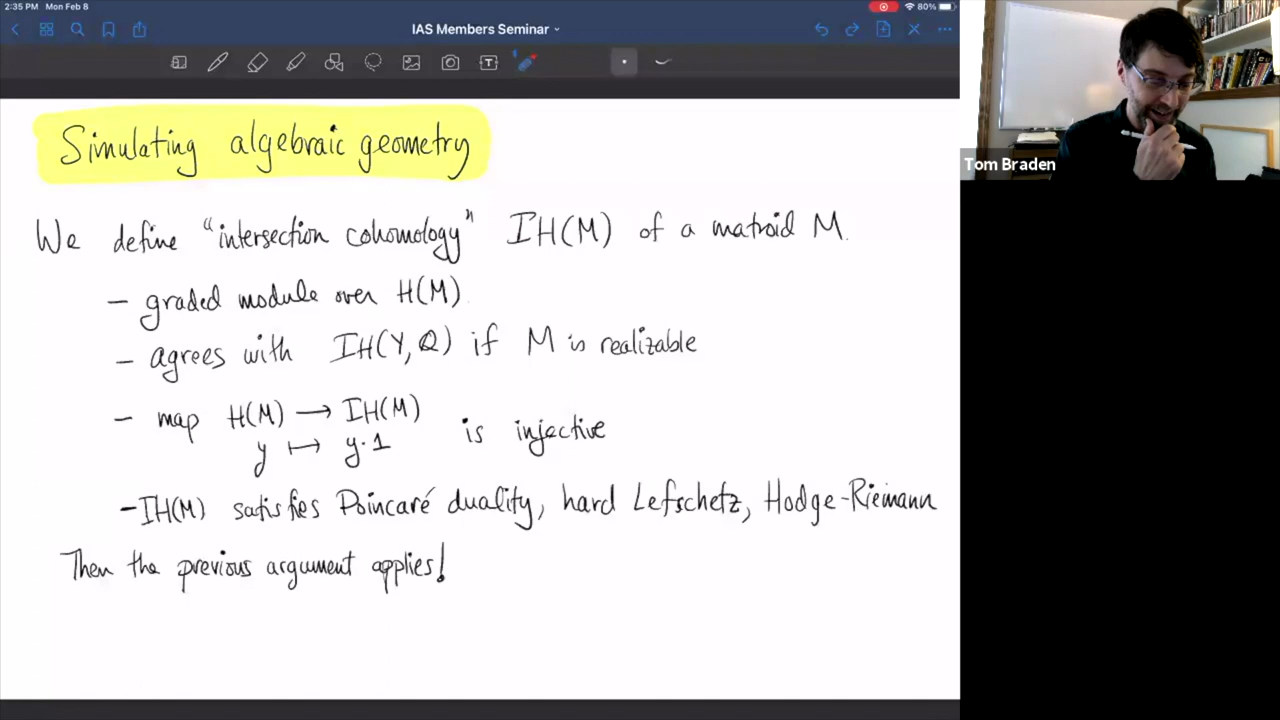 2:35 PM Mon Feb 8
80%
IAS Members Seminar
Tom Braden
Simulating algebraic geometry
We define "intersection cohomology" IH(M) of a matroid M.
- graded module over H(M).
- agrees with IH(Y, Q) if M is realizable
- map H(M) → IH(M) is injective
y ↦ y·1
- IH(M) satisfies Poincaré duality, hard Lefschetz, Hodge-Riemann
Then the previous argument applies!